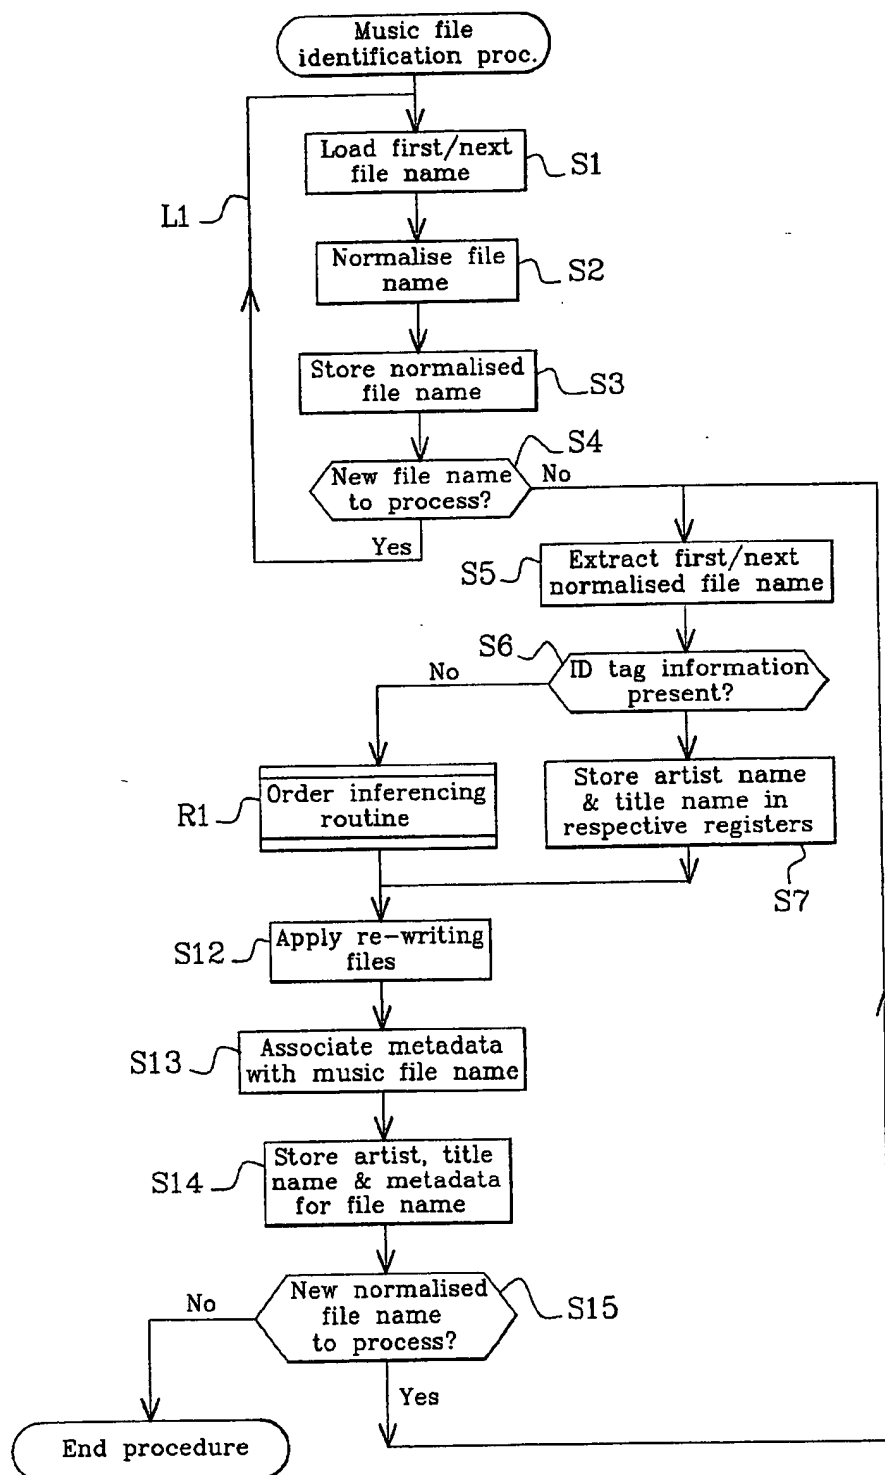 Music file
identification proc.
Load first/next
file name
S1
L1
Normalise file
name
S2
Store normalised
file name
S3
S4
New file name
to process?
No
Yes
S5
Extract first/next
normalised file name
S6
No
ID tag information
present?
R1
Order inferencing
routine
Store artist name
& title name in
respective registers
S7
S12
Apply re-writing
files
S13
Associate metadata
with music file name
S14
Store artist, title
name & metadata
for file name
No
New normalised
file name
to process?
S15
Yes
End procedure